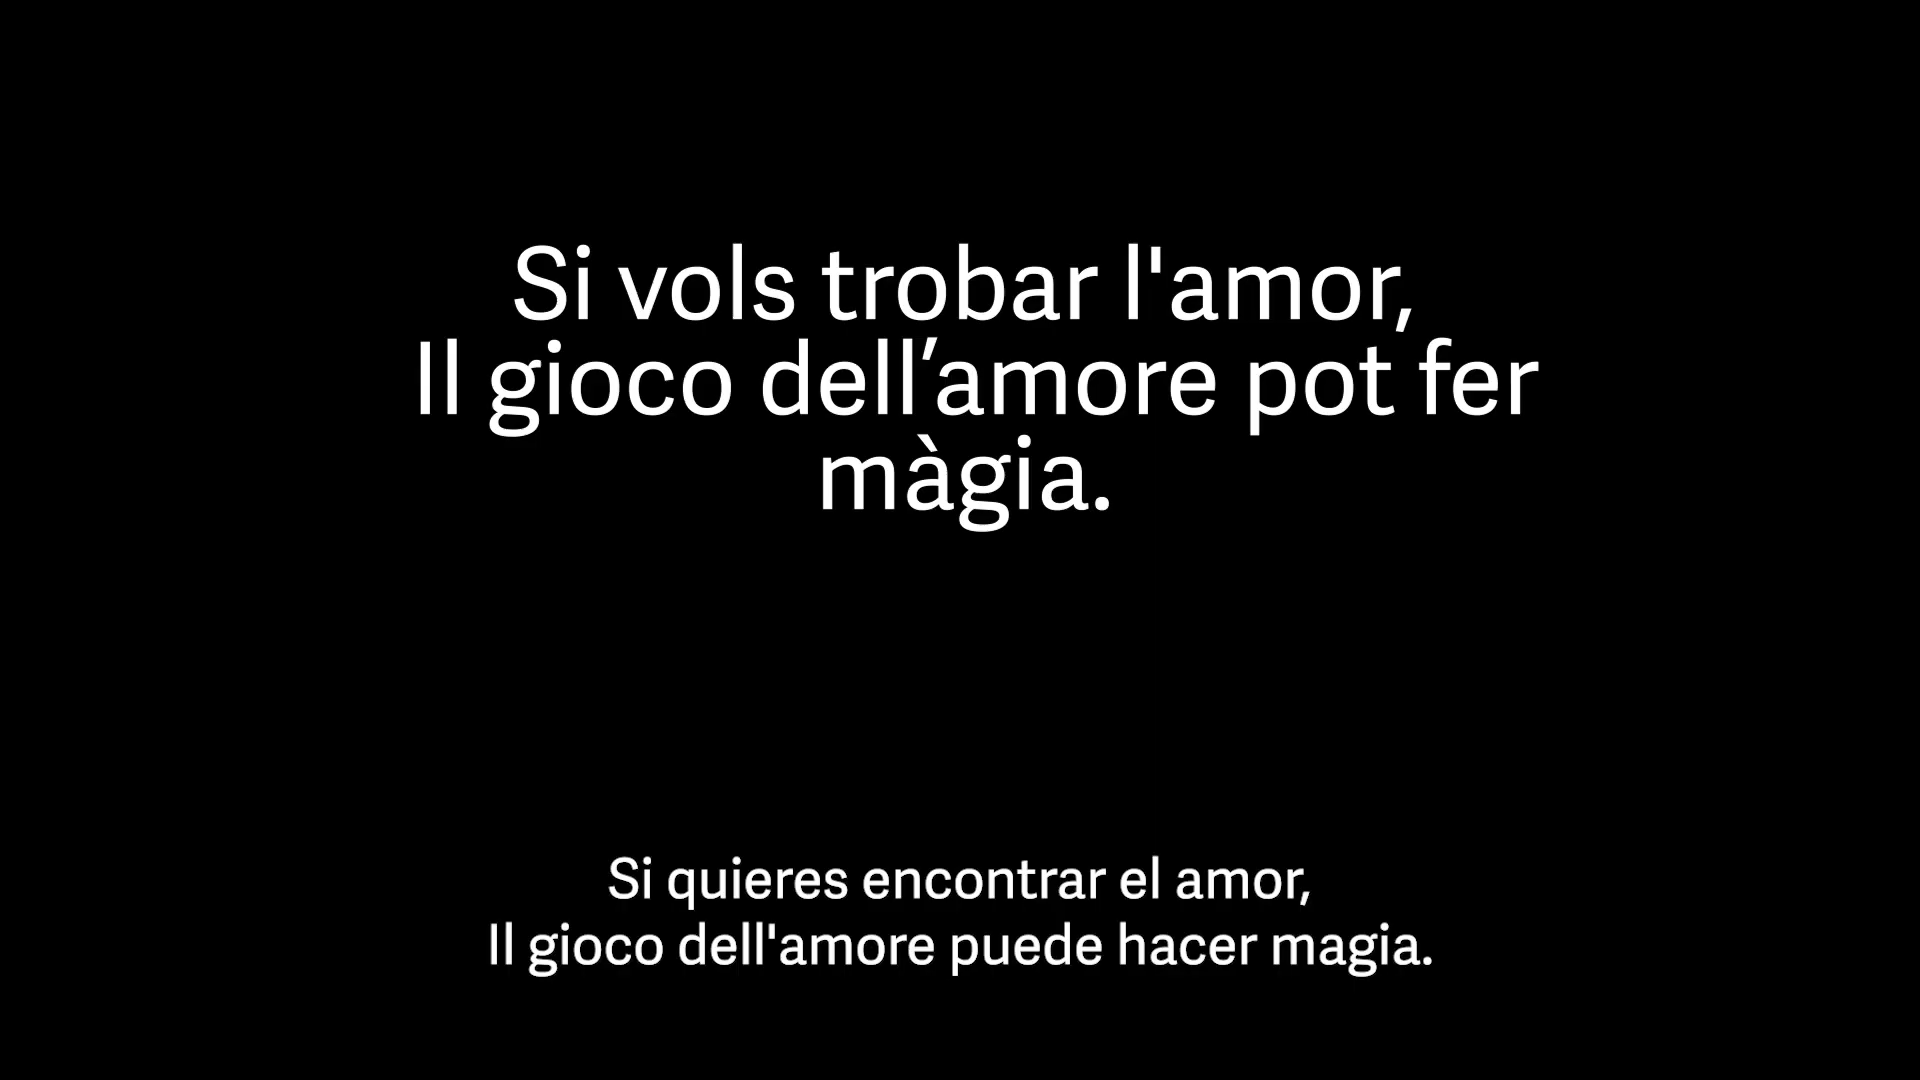 Si vols trobar l'amor,
Il gioco dell’amore pot fer
màgia.
Si quieres encontrar el amor,
Il gioco dell'amore puede hacer magia.